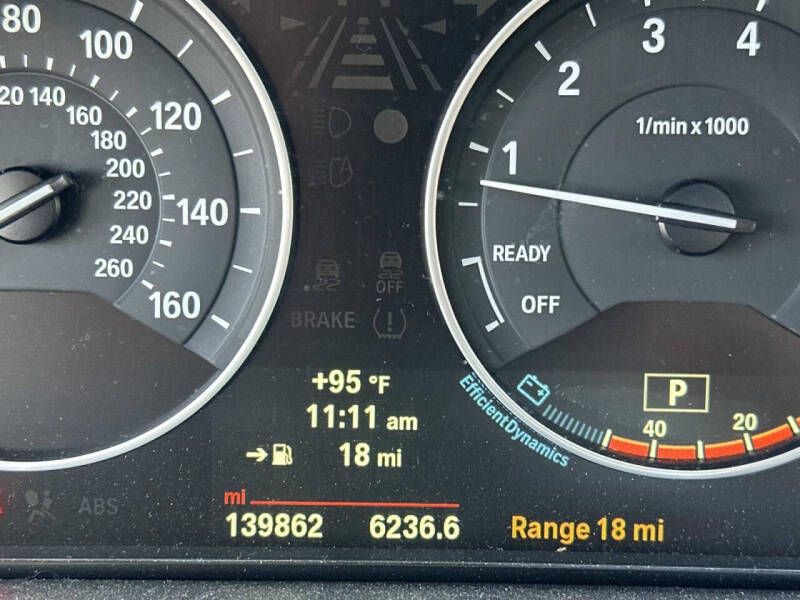 80
100
120
140
160
120 140
160
180
200
220
240
260
1
2
3
4
1/min x 1000
READY
OFF
OFF
BRAKE
+95 °F
11:11 am
18 mi
P
EfficientDynamics
40
20
ABS
mi
139862 6236.6
Range 18 mi